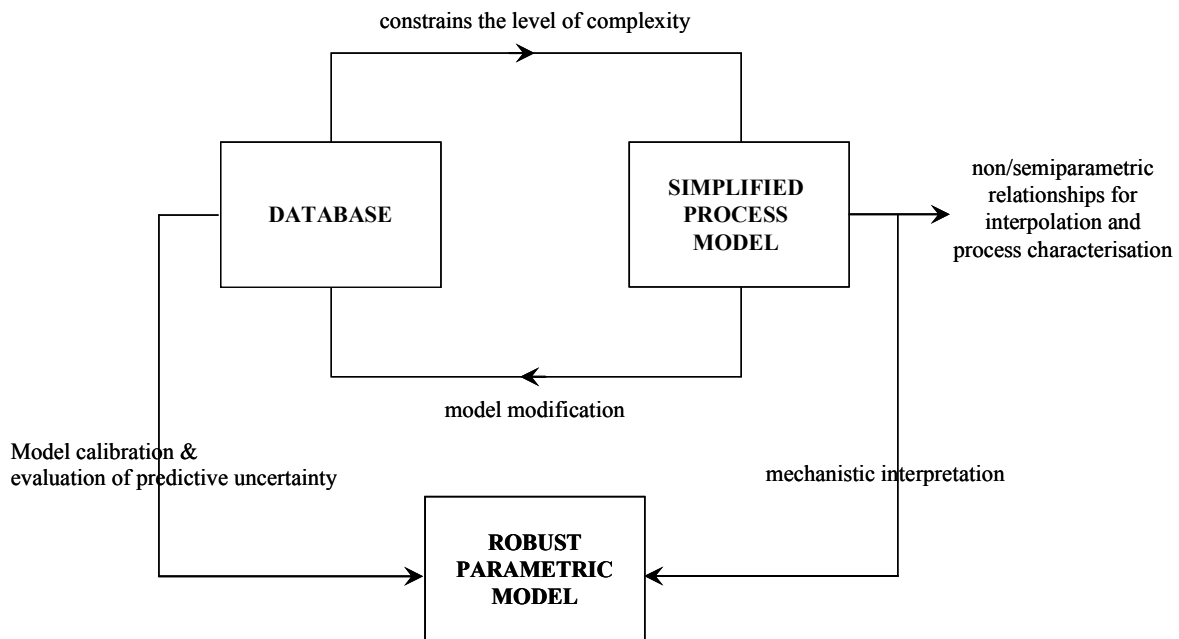 constrains the level of complexity
DATABASE
SIMPLIFIED
PROCESS
MODEL
non/semiparametric
relationships for
interpolation and
process characterisation
model modification
Model calibration &
evaluation of predictive uncertainty
mechanistic interpretation
ROBUST
PARAMETRIC
MODEL